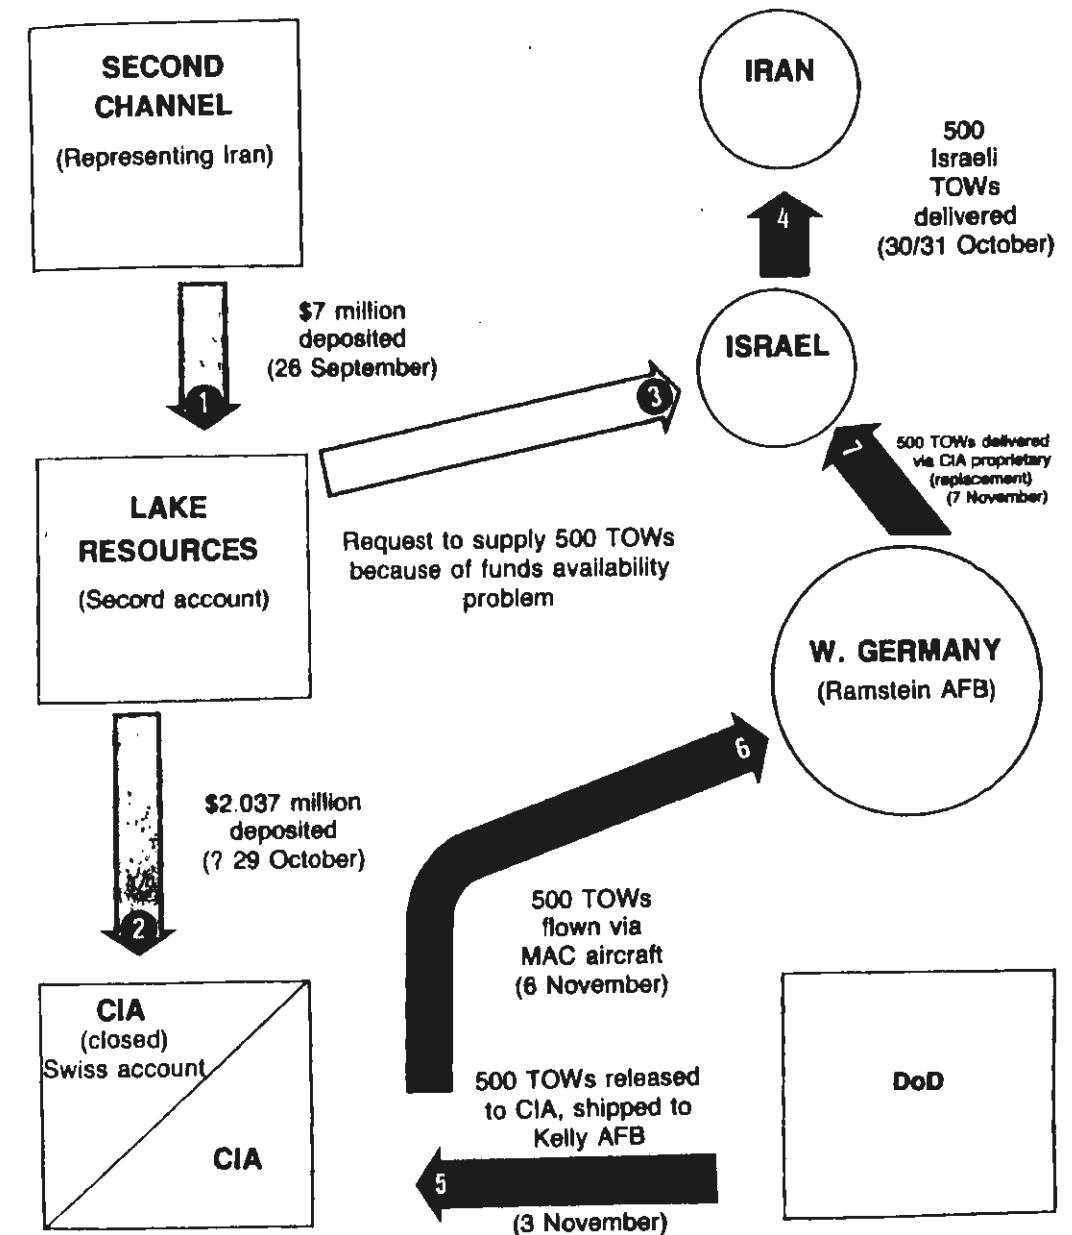 SECOND
CHANNEL
(Representing Iran)
IRAN
500
Israeli
TOWs
delivered
(30/31 October)
4
$7 million
deposited
(26 September)
1
ISRAEL
3
500 TOWs delivered
via CIA proprietary
(replacement)
(7 November)
7
LAKE
RESOURCES
(Secord account)
Request to supply 500 TOWs
because of funds availability
problem
W. GERMANY
(Ramstein AFB)
6
$2.037 million
deposited
(? 29 October)
2
500 TOWs
flown via
MAC aircraft
(6 November)
CIA
(closed)
Swiss account
CIA
500 TOWs released
to CIA, shipped to
Kelly AFB
5
(3 November)
DoD